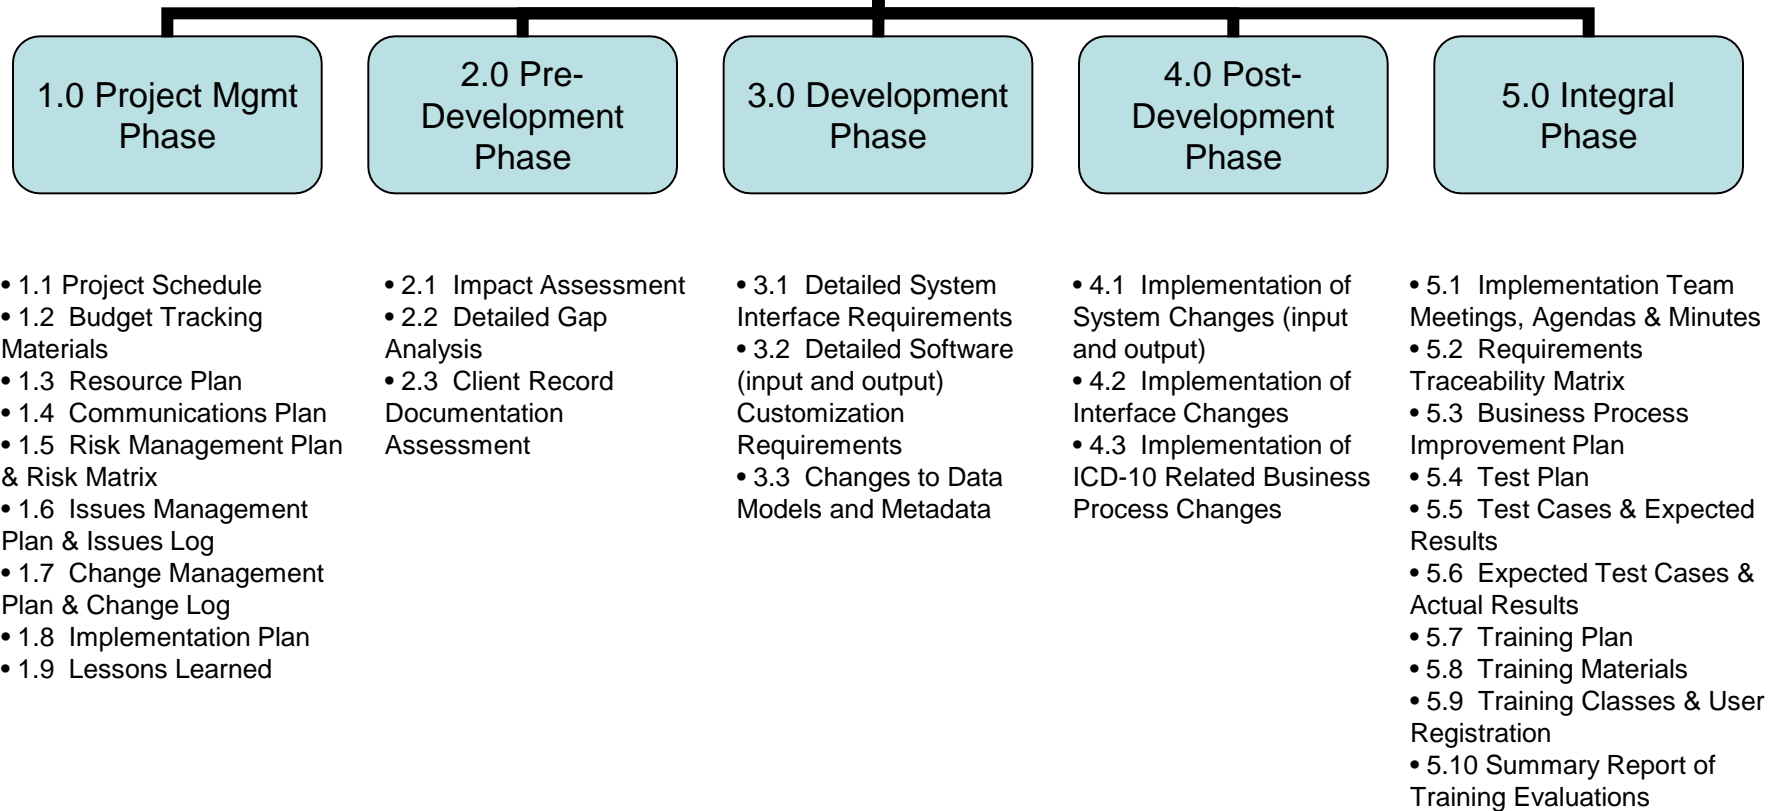 1.0 Project Mgmt
Phase
2.0 Pre-
Development
Phase
3.0 Development
Phase
4.0 Post-
Development
Phase
5.0 Integral
Phase
• 1.1 Project Schedule
• 1.2 Budget Tracking
Materials
• 1.3 Resource Plan
• 1.4 Communications Plan
• 1.5 Risk Management Plan
& Risk Matrix
• 1.6 Issues Management
Plan & Issues Log
• 1.7 Change Management
Plan & Change Log
• 1.8 Implementation Plan
• 1.9 Lessons Learned
• 2.1 Impact Assessment
• 2.2 Detailed Gap
Analysis
• 2.3 Client Record
Documentation
Assessment
• 3.1 Detailed System
Interface Requirements
• 3.2 Detailed Software
(input and output)
Customization
Requirements
• 3.3 Changes to Data
Models and Metadata
• 4.1 Implementation of
System Changes (input
and output)
• 4.2 Implementation of
Interface Changes
• 4.3 Implementation of
ICD-10 Related Business
Process Changes
• 5.1 Implementation Team
Meetings, Agendas & Minutes
• 5.2 Requirements
Traceability Matrix
• 5.3 Business Process
Improvement Plan
• 5.4 Test Plan
• 5.5 Test Cases & Expected
Results
• 5.6 Expected Test Cases &
Actual Results
• 5.7 Training Plan
• 5.8 Training Materials
• 5.9 Training Classes & User
Registration
• 5.10 Summary Report of
Training Evaluations